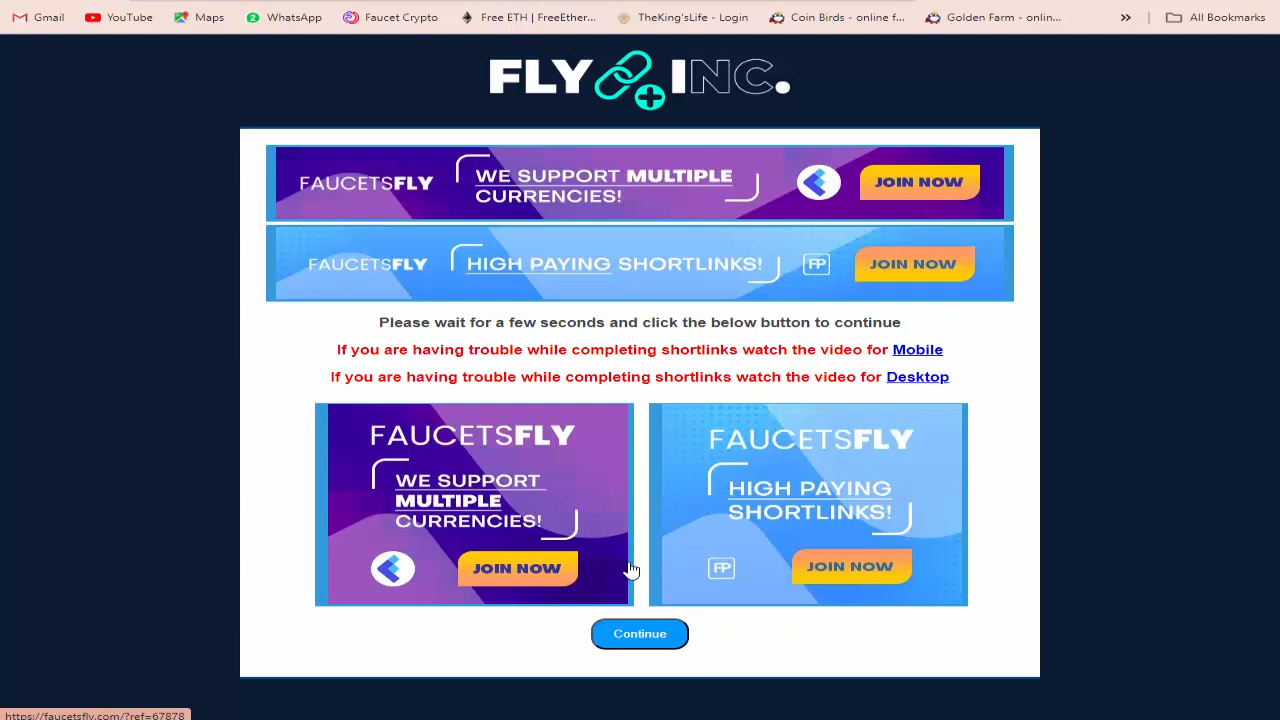 Gmail YouTube Maps WhatsApp Faucet Crypto Free ETH | FreeEther... TheKing'sLife - Login Coin Birds - online f... Golden Farm - onlin... » All Bookmarks
FLY INC.
FAUCETSFLY WE SUPPORT MULTIPLE CURRENCIES! JOIN NOW
FAUCETSFLY HIGH PAYING SHORTLINKS! FP JOIN NOW
Please wait for a few seconds and click the below button to continue
If you are having trouble while completing shortlinks watch the video for Mobile
If you are having trouble while completing shortlinks watch the video for Desktop
FAUCETSFLY
WE SUPPORT
MULTIPLE
CURRENCIES!
JOIN NOW
FAUCETSFLY
HIGH PAYING
SHORTLINKS!
FP JOIN NOW
Continue
https://faucetsfly.com/?ref=67878